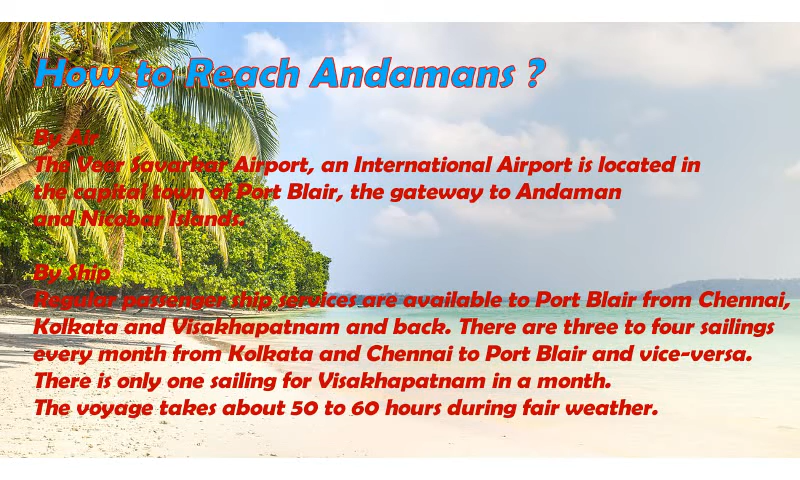 How to Reach Andamans ?
By Air
The Veer Savarkar Airport, an International Airport is located in
the capital town of Port Blair, the gateway to Andaman
and Nicobar Islands.
By Ship
Regular passenger ship services are available to Port Blair from Chennai,
Kolkata and Visakhapatnam and back. There are three to four sailings
every month from Kolkata and Chennai to Port Blair and vice-versa.
There is only one sailing for Visakhapatnam in a month.
The voyage takes about 50 to 60 hours during fair weather.